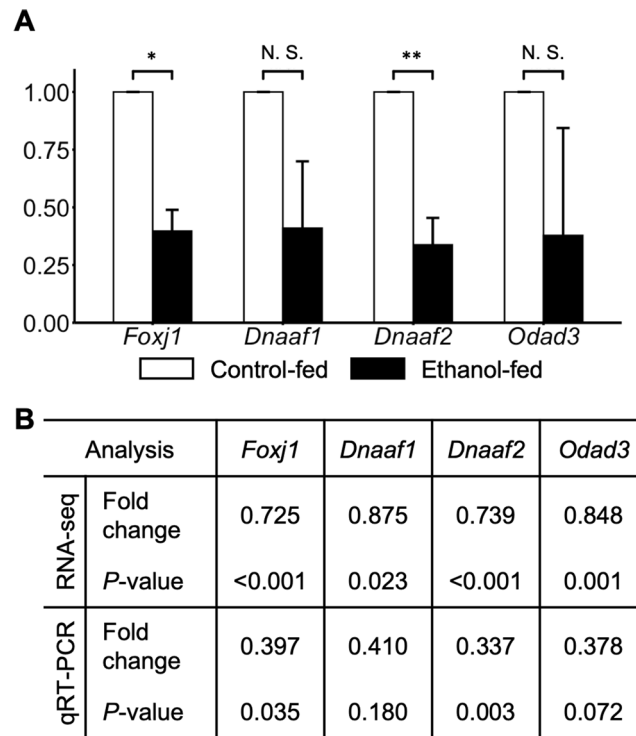 A
* N. S. ** N. S.
1.00
0.75
0.50
0.25
0.00
Foxj1 Dnaaf1 Dnaaf2 Odad3
Control-fed Ethanol-fed
B
Analysis Foxj1 Dnaaf1 Dnaaf2 Odad3
RNA-seq
Fold change 0.725 0.875 0.739 0.848
P-value <0.001 0.023 <0.001 0.001
qRT-PCR
Fold change 0.397 0.410 0.337 0.378
P-value 0.035 0.180 0.003 0.072